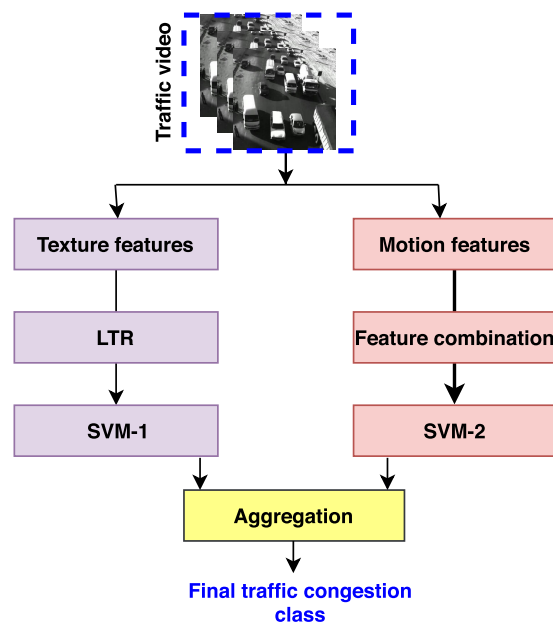 Traffic video
Texture features
Motion features
LTR
Feature combination
SVM-1
SVM-2
Aggregation
Final traffic congestion
class